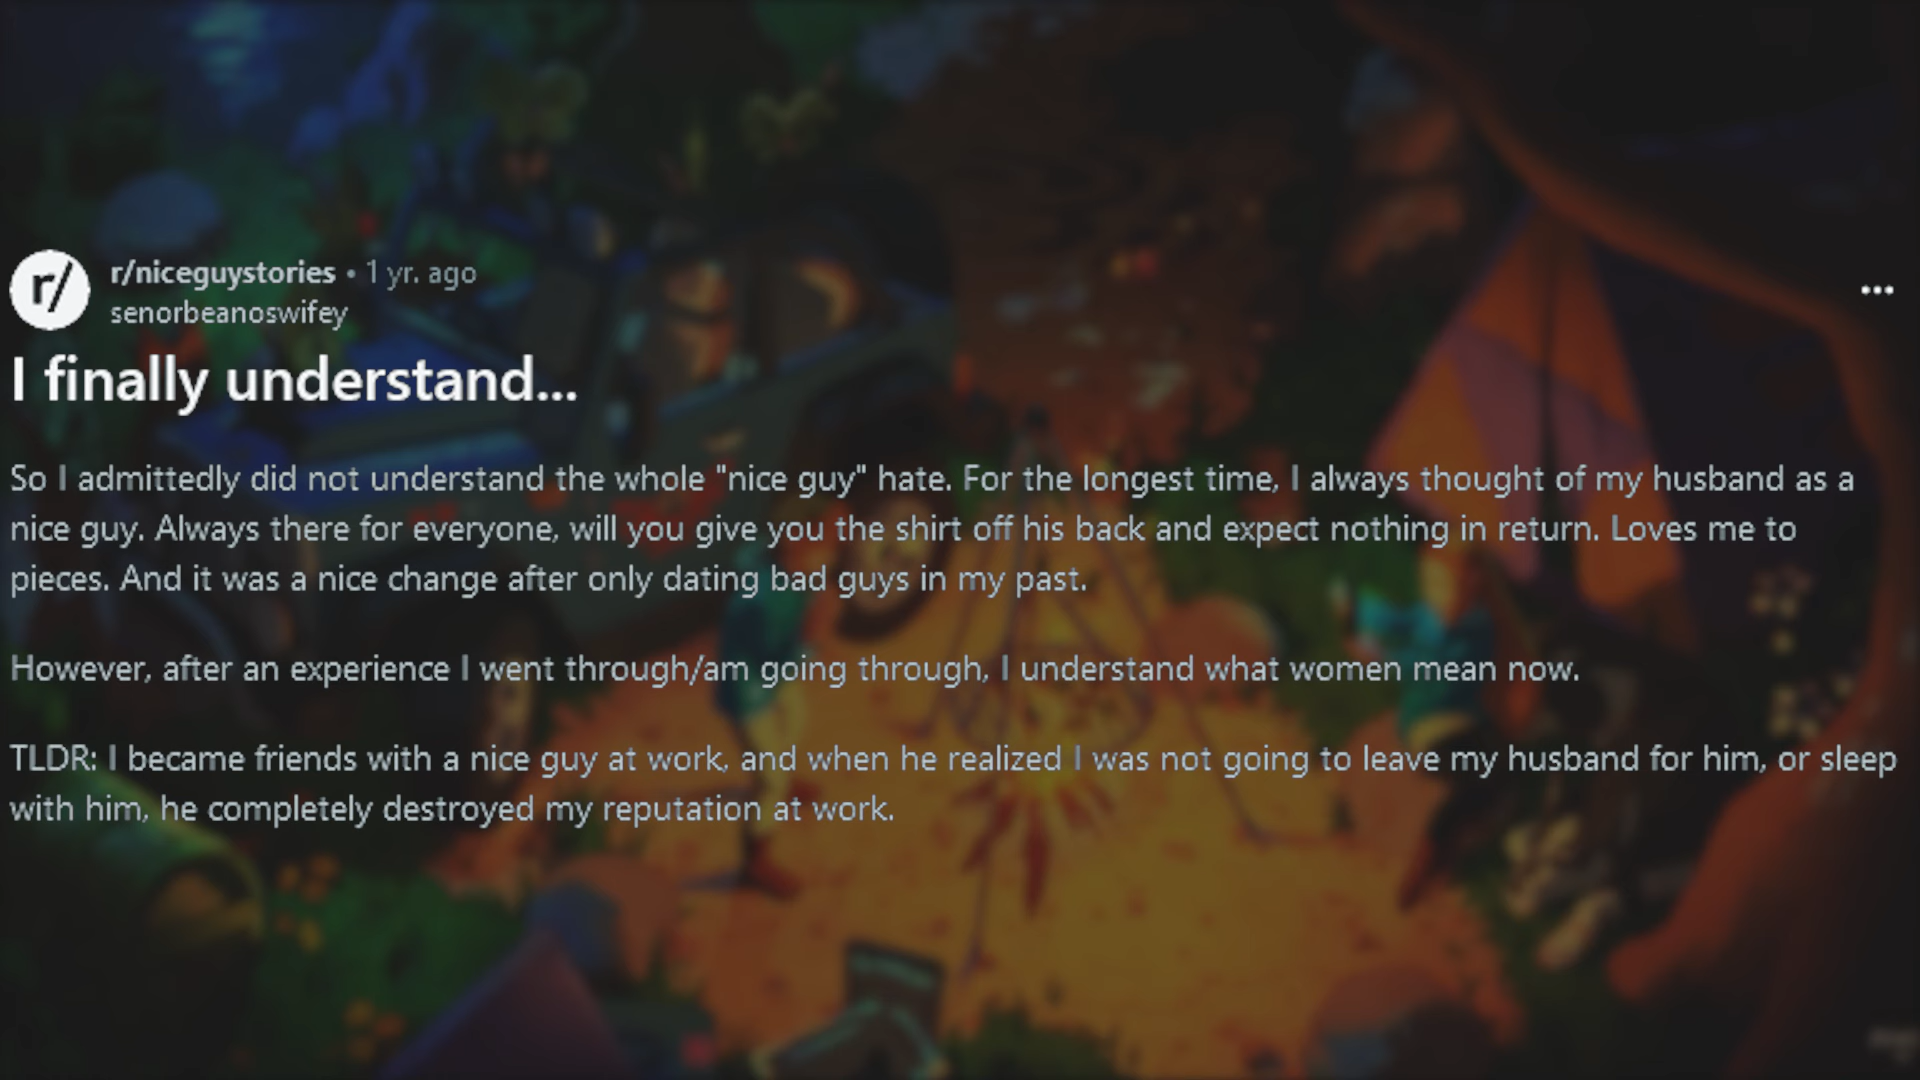 r/
r/niceguystories • 1 yr. ago
senorbeanoswifey
I finally understand...
So I admittedly did not understand the whole "nice guy" hate. For the longest time, I always thought of my husband as a
nice guy. Always there for everyone, will you give you the shirt off his back and expect nothing in return. Loves me to
pieces. And it was a nice change after only dating bad guys in my past.
However, after an experience I went through/am going through, I understand what women mean now.
TLDR: I became friends with a nice guy at work, and when he realized I was not going to leave my husband for him, or sleep
with him, he completely destroyed my reputation at work.